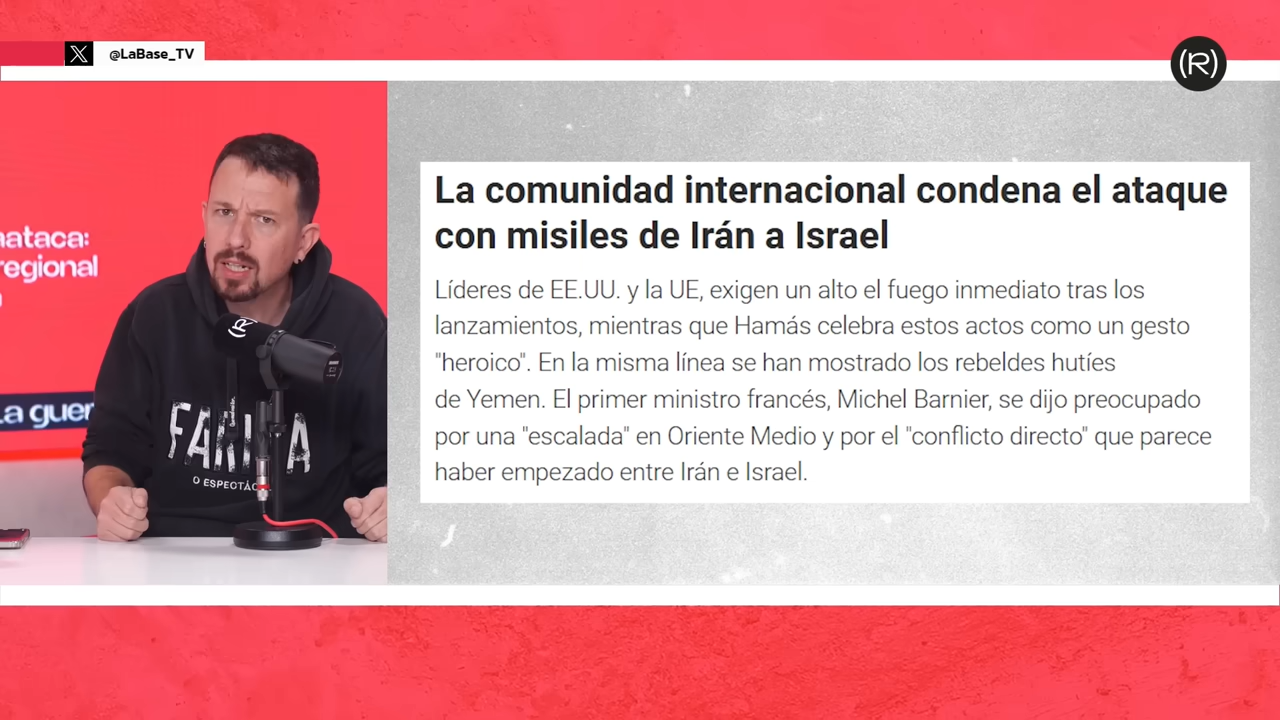 @LaBase_TV
(R)
ataca:
regional
La guer
La comunidad internacional condena el ataque
con misiles de Irán a Israel
Líderes de EE.UU. y la UE, exigen un alto el fuego inmediato tras los
lanzamientos, mientras que Hamás celebra estos actos como un gesto
"heroico". En la misma línea se han mostrado los rebeldes hutíes
de Yemen. El primer ministro francés, Michel Barnier, se dijo preocupado
por una "escalada" en Oriente Medio y por el "conflicto directo" que parece
haber empezado entre Irán e Israel.
(R)
O ESPECTÁC